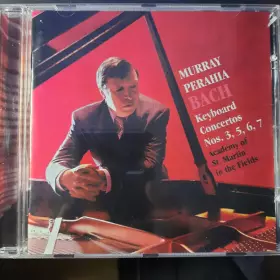 MURRAY
PERAHIA
BACH
Keyboard
Concertos
Nos. 3, 5, 6, 7
Academy of
St Martin
in the Fields